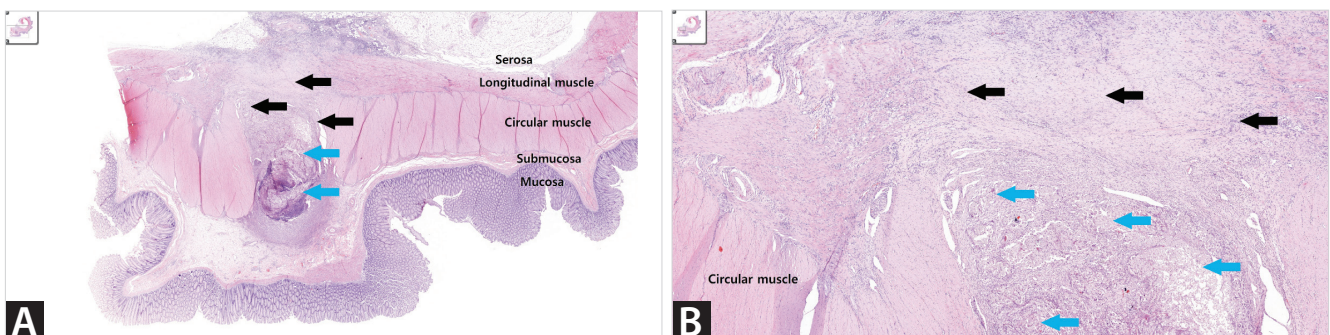 Serosa
Longitudinal muscle
Circular muscle
Submucosa
Mucosa
A
Circular muscle
B